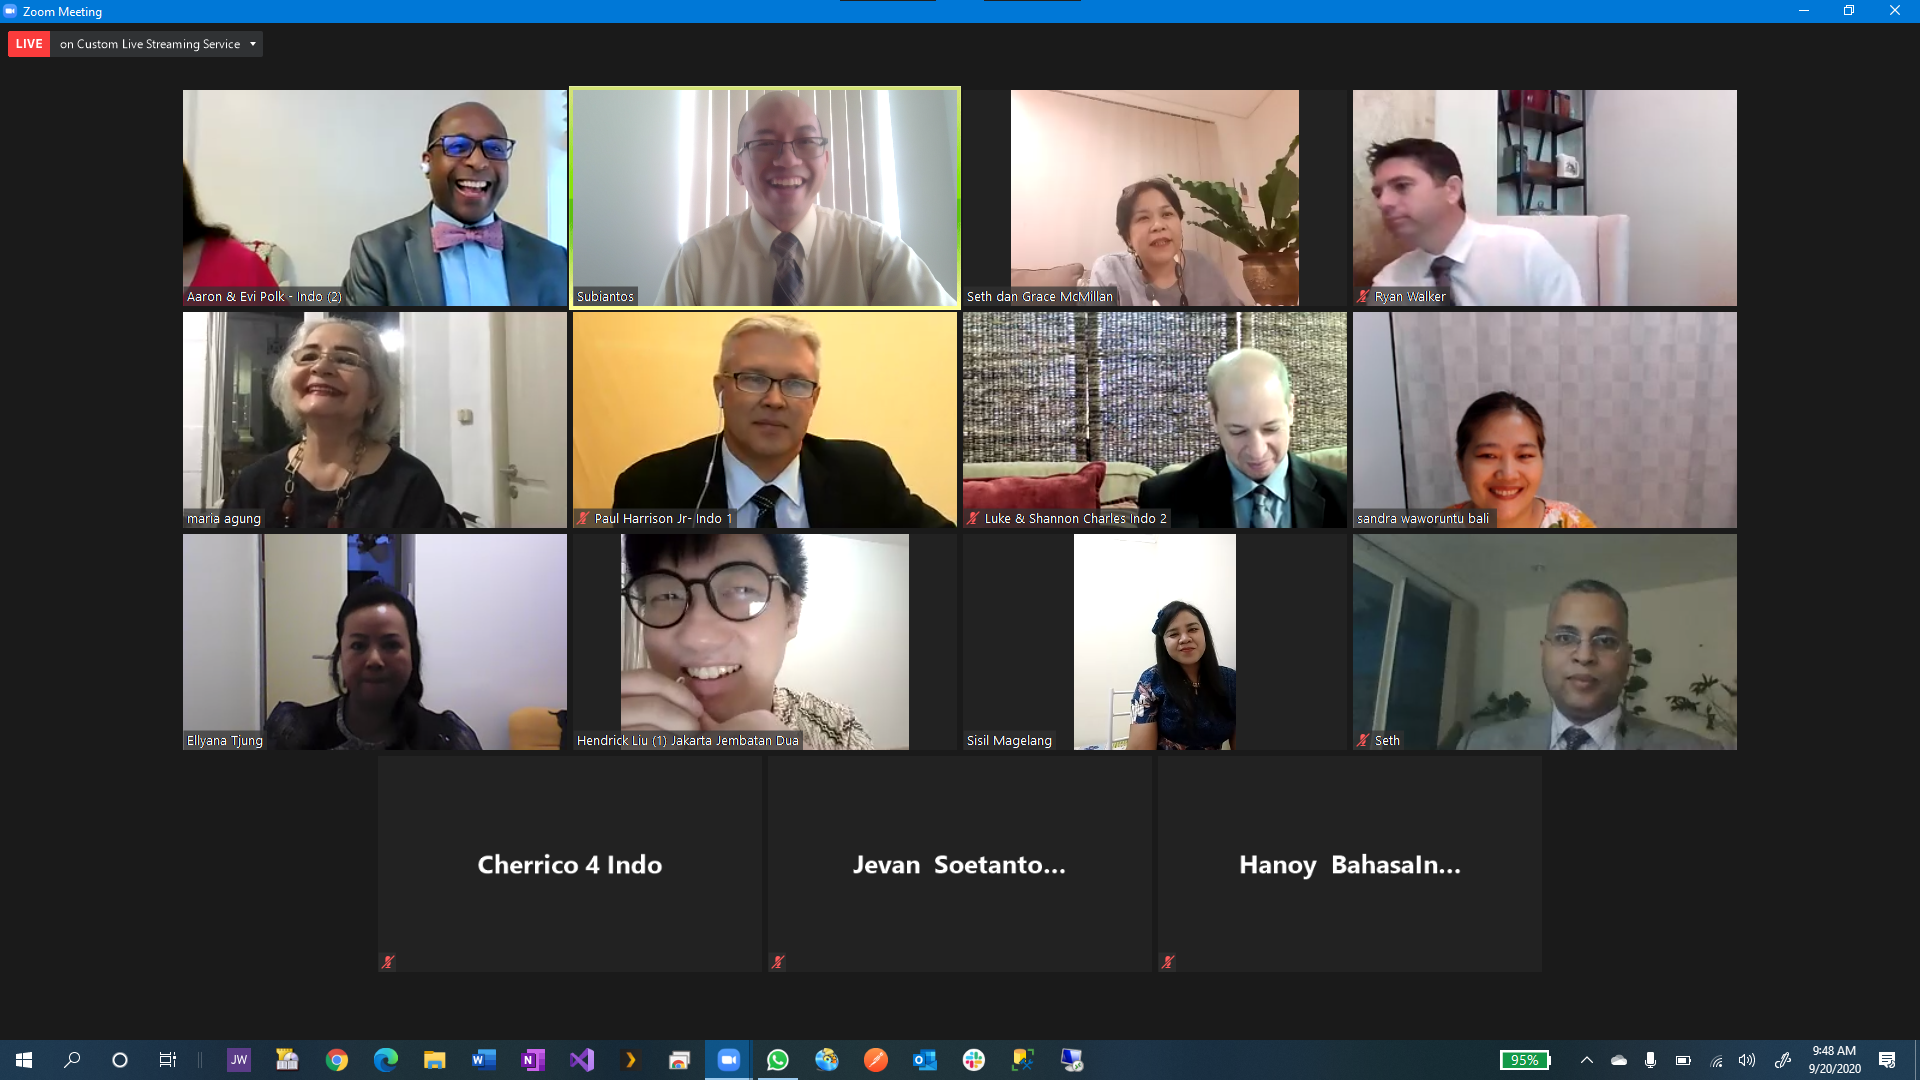 Zoom Meeting
LIVE on Custom Live Streaming Service
Aaron & Evi Polk - Indo (2)
Subiantos
Seth dan Grace McMillan
Ryan Walker
maria agung
Paul Harrison Jr- Indo 1
Luke & Shannon Charles Indo 2
sandra waworuntu bali
Ellyana Tjung
Hendrick Liu (1) Jakarta Jembatan Dua
Sisil Magelang
Seth
Cherrico 4 Indo
Jevan Soetanto...
Hanoy BahasaIn...
JW
95%
9:48 AM
9/20/2020